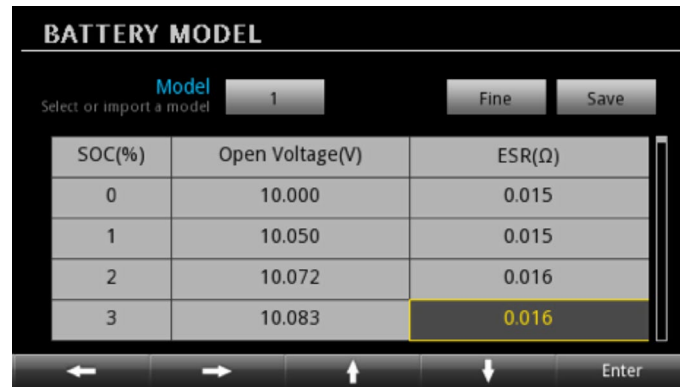 BATTERY MODEL
Model
Select or import a model
1
Fine
Save
SOC(%) Open Voltage(V) ESR(Ω)
0 10.000 0.015
1 10.050 0.015
2 10.072 0.016
3 10.083 0.016
Enter